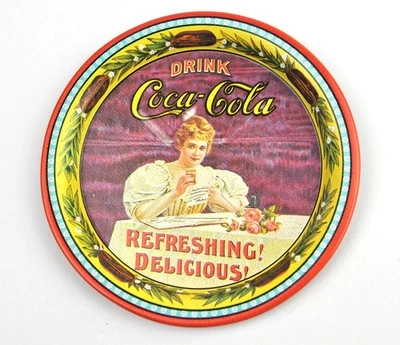 DRINK
Coca-Cola
REFRESHING!
DELICIOUS!